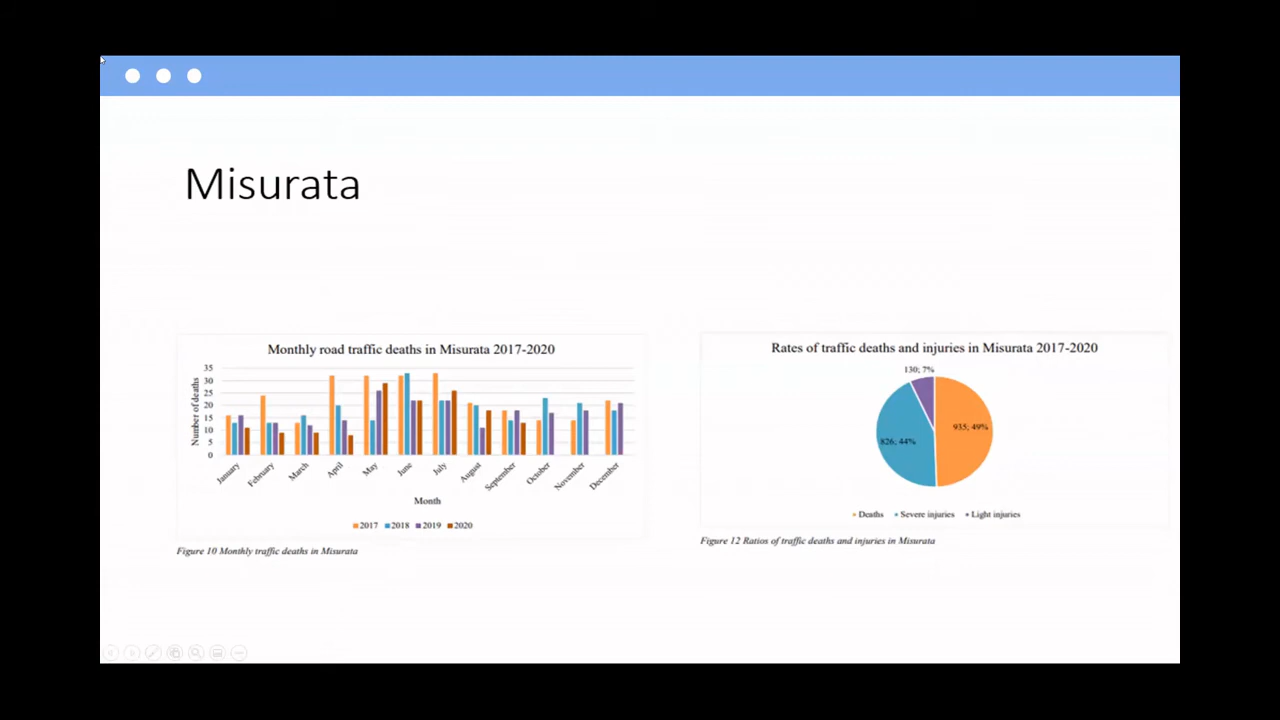 Misurata
Monthly road traffic deaths in Misurata 2017-2020
Number of deaths
35
30
25
20
15
10
5
0
January
February
March
April
May
June
July
August
September
October
November
December
Month
2017 2018 2019 2020
Figure 10 Monthly traffic deaths in Misurata
Rates of traffic deaths and injuries in Misurata 2017-2020
130; 7%
935; 49%
826; 44%
Deaths Severe injuries Light injuries
Figure 12 Ratios of traffic deaths and injuries in Misurata